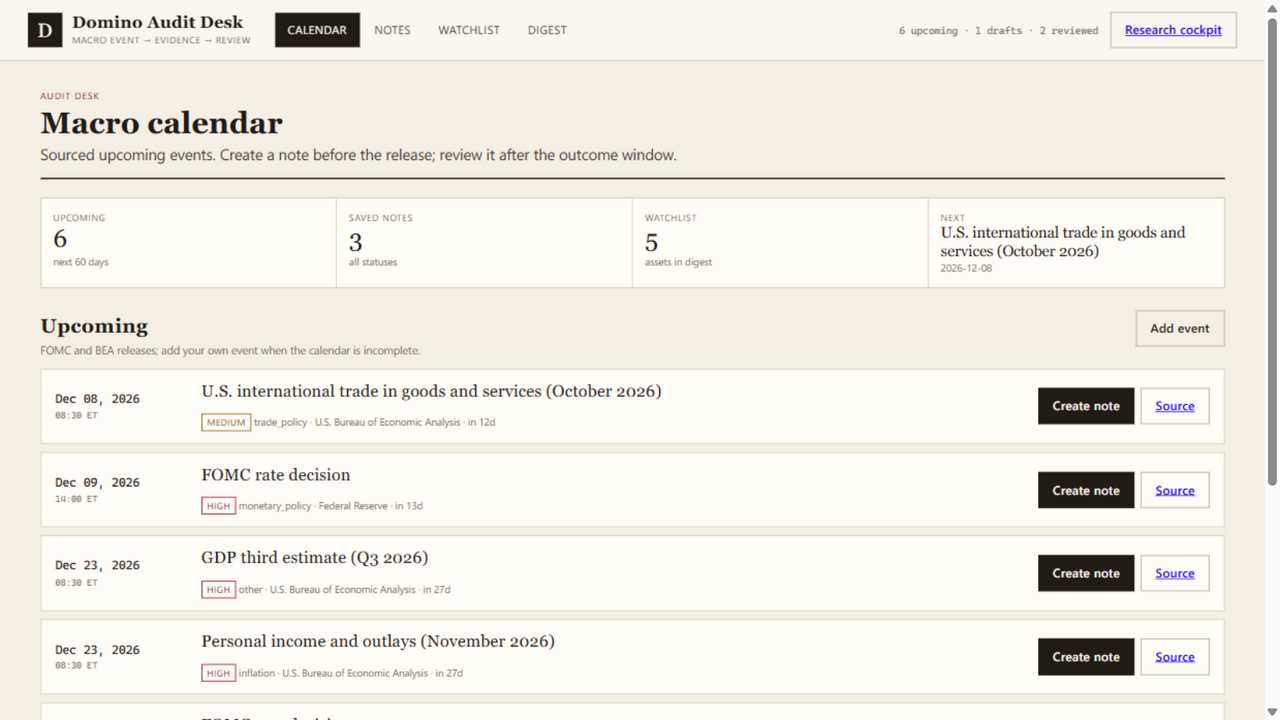 D
Domino Audit Desk
MACRO EVENT → EVIDENCE → REVIEW
CALENDAR
NOTES
WATCHLIST
DIGEST
6 upcoming · 1 drafts · 2 reviewed
Research cockpit
AUDIT DESK
Macro calendar
Sourced upcoming events. Create a note before the release; review it after the outcome window.
UPCOMING
6
next 60 days
SAVED NOTES
3
all statuses
WATCHLIST
5
assets in digest
NEXT
U.S. international trade in goods and
services (October 2026)
2026-12-08
Upcoming
FOMC and BEA releases; add your own event when the calendar is incomplete.
Add event
Dec 08, 2026
08:30 ET
U.S. international trade in goods and services (October 2026)
MEDIUM trade_policy · U.S. Bureau of Economic Analysis · in 12d
Create note
Source
Dec 09, 2026
14:00 ET
FOMC rate decision
HIGH monetary_policy · Federal Reserve · in 13d
Create note
Source
Dec 23, 2026
08:30 ET
GDP third estimate (Q3 2026)
HIGH other · U.S. Bureau of Economic Analysis · in 27d
Create note
Source
Dec 23, 2026
08:30 ET
Personal income and outlays (November 2026)
HIGH inflation · U.S. Bureau of Economic Analysis · in 27d
Create note
Source